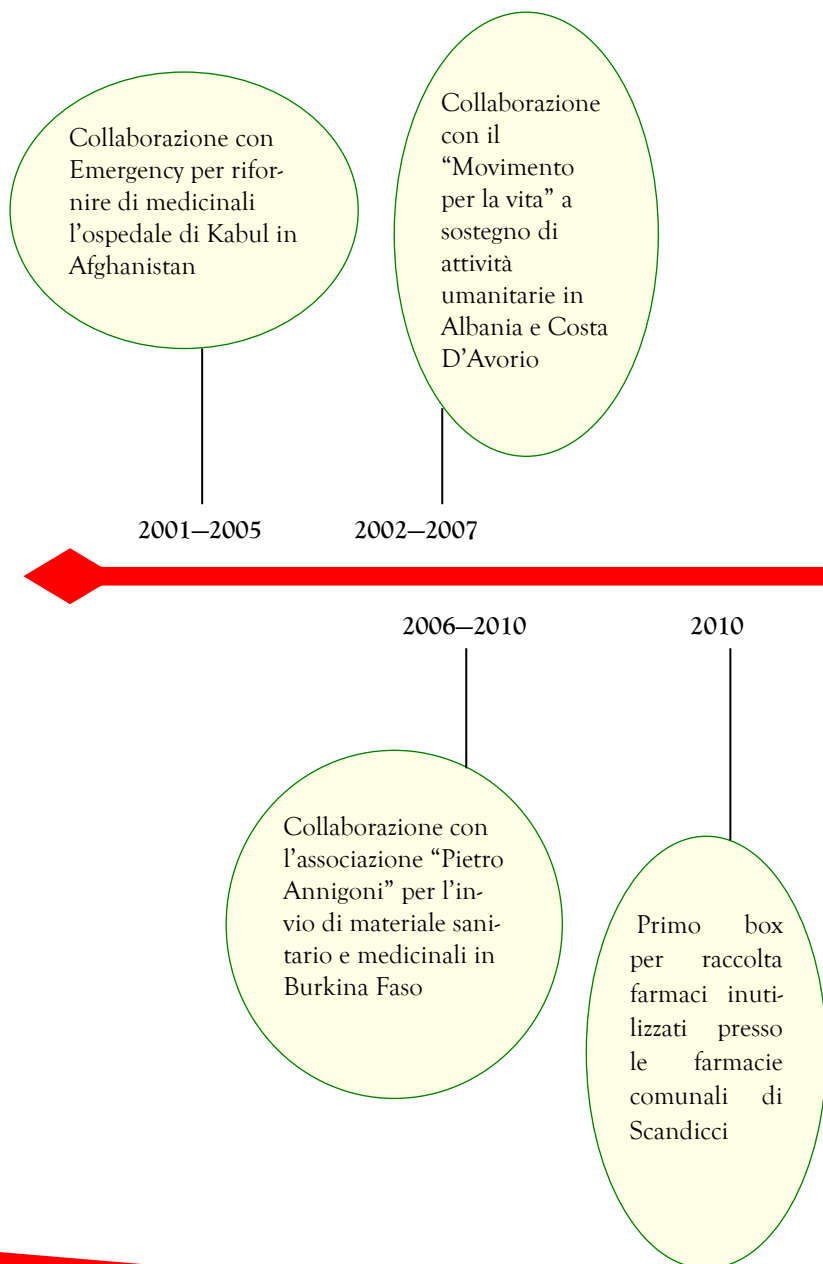 Collaborazione con
Emergency per rifor-
nire di medicinali
l’ospedale di Kabul in
Afghanistan
Collaborazione
con il
“Movimento
per la vita” a
sostegno di
attività
umanitarie in
Albania e Costa
D’Avorio
2001–2005
2002–2007
2006–2010
2010
Collaborazione con
l’associazione “Pietro
Annigoni” per l’in-
vio di materiale sani-
tario e medicinali in
Burkina Faso
Primo box
per raccolta
farmaci inuti-
lizzati presso
le farmacie
comunali di
Scandicci